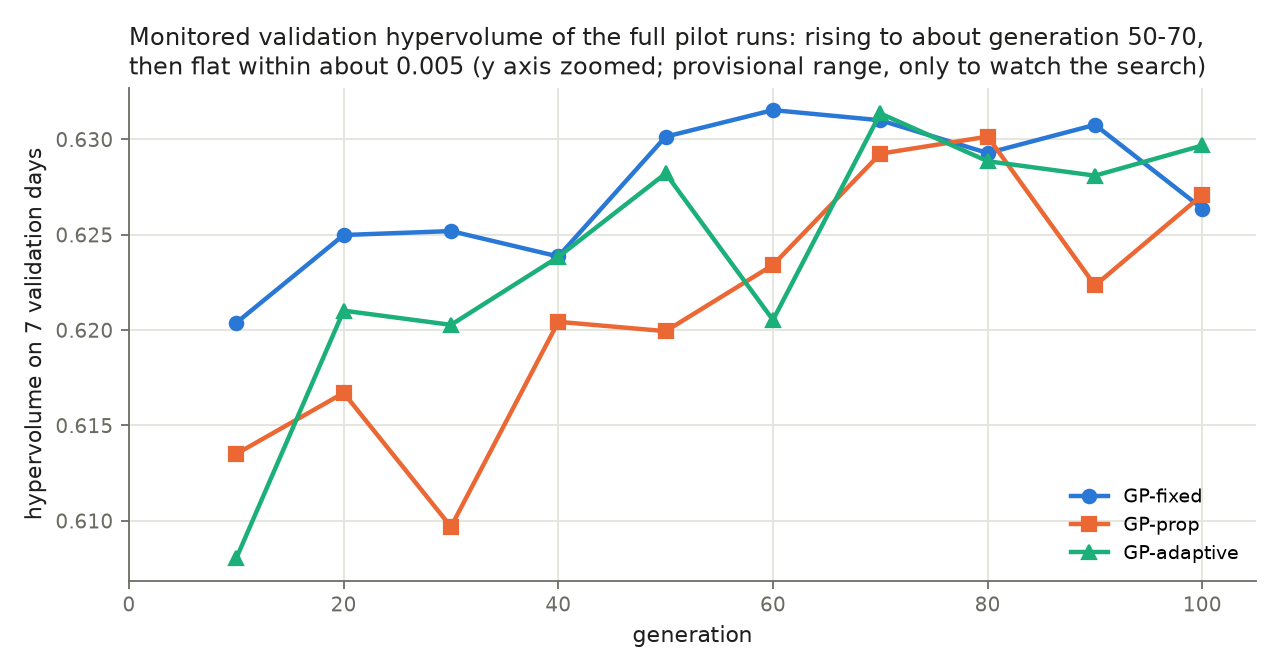 Monitored validation hypervolume of the full pilot runs: rising to about generation 50-70,
then flat within about 0.005 (y axis zoomed; provisional range, only to watch the search)
hypervolume on 7 validation days
0.630
0.625
0.620
0.615
0.610
GP-fixed
GP-prop
GP-adaptive
0 20 40 60 80 100
generation